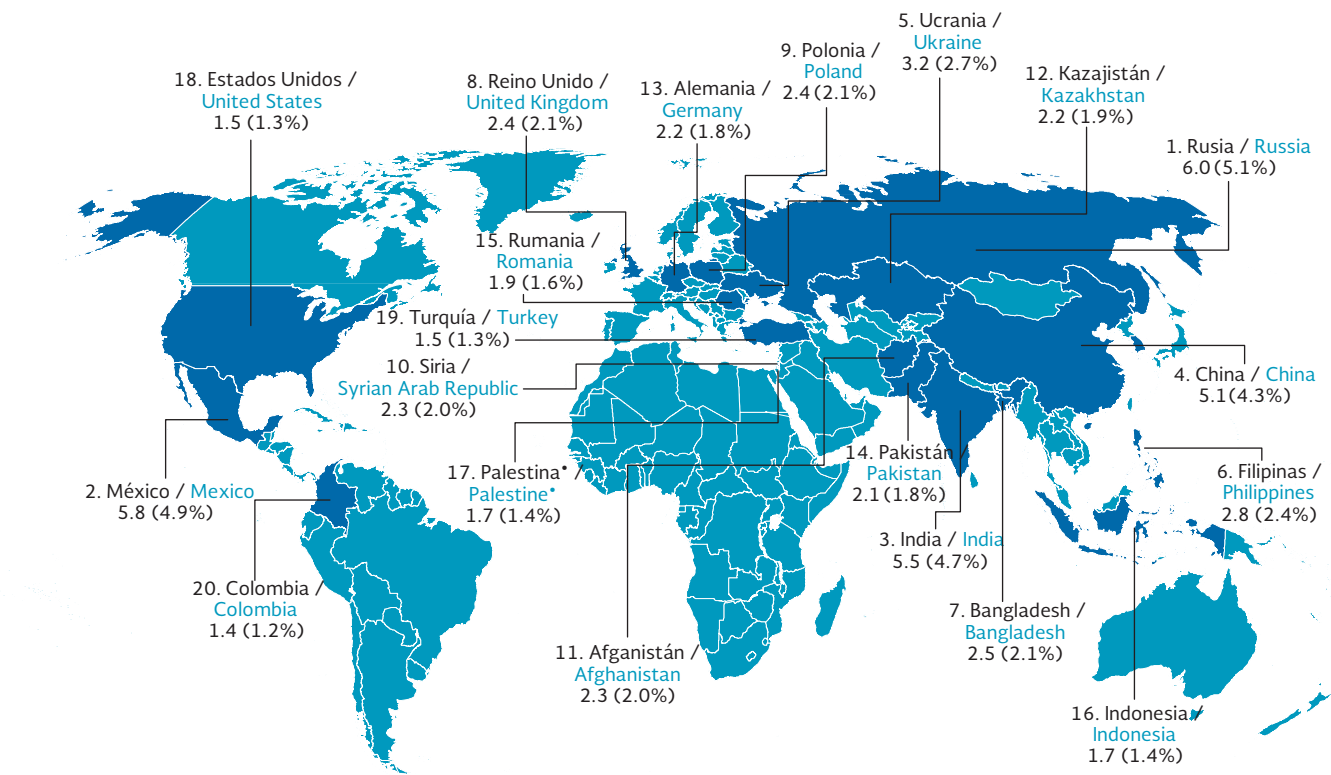 5. Ucrania /
Ukraine
3.2 (2.7%)
9. Polonia /
Poland
2.4 (2.1%)
18. Estados Unidos /
United States
1.5 (1.3%)
8. Reino Unido /
United Kingdom
2.4 (2.1%)
13. Alemania /
Germany
2.2 (1.8%)
12. Kazajistán /
Kazakhstan
2.2 (1.9%)
1. Rusia / Russia
6.0 (5.1%)
15. Rumania /
Romania
1.9 (1.6%)
19. Turquía / Turkey
1.5 (1.3%)
10. Siria /
Syrian Arab Republic
2.3 (2.0%)
4. China / China
5.1(4.3%)
14. Pakistán /
Pakistan
2.1 (1.8%)
17. Palestina• /
Palestine•
1.7 (1.4%)
6. Filipinas /
Philippines
2.8 (2.4%)
2. México / Mexico
5.8 (4.9%)
3. India / India
5.5 (4.7%)
20. Colombia /
Colombia
1.4 (1.2%)
7. Bangladesh /
Bangladesh
2.5 (2.1%)
11. Afganistán /
Afghanistan
2.3 (2.0%)
16. Indonesia /
Indonesia
1.7 (1.4%)